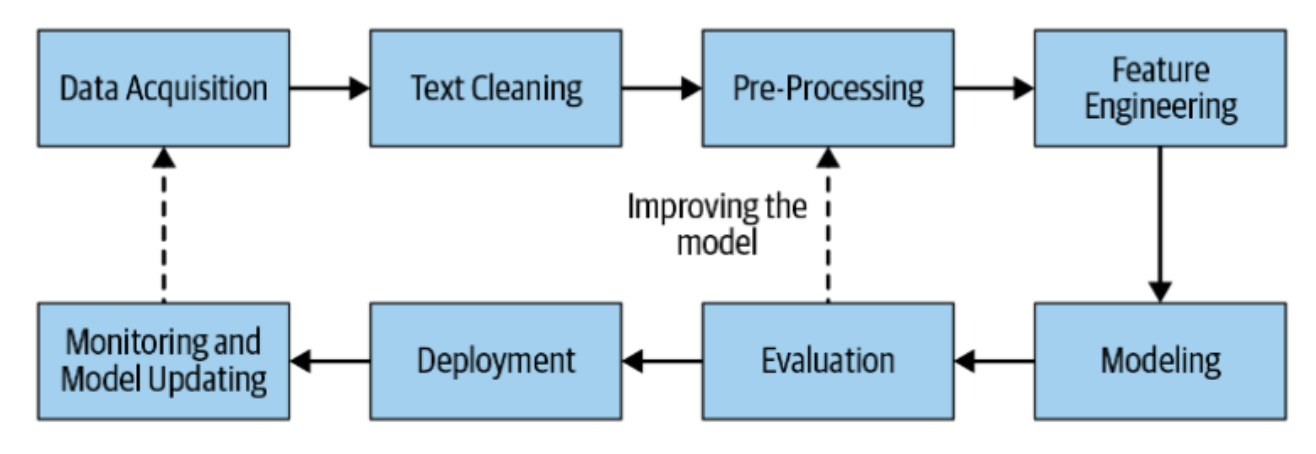 Data Acquisition
Text Cleaning
Pre-Processing
Feature
Engineering
Improving the
model
Monitoring and
Model Updating
Deployment
Evaluation
Modeling